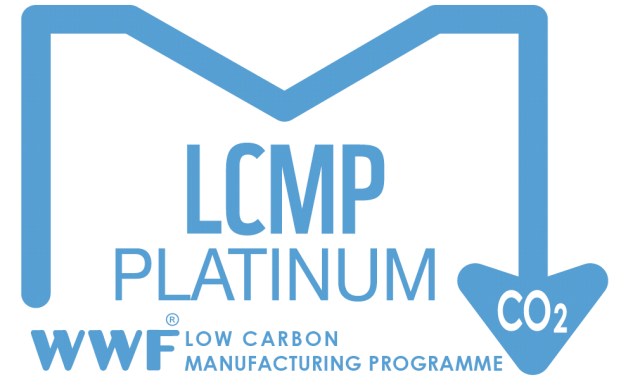 LCMP
PLATINUM
CO₂
WWF® LOW CARBON
MANUFACTURING PROGRAMME